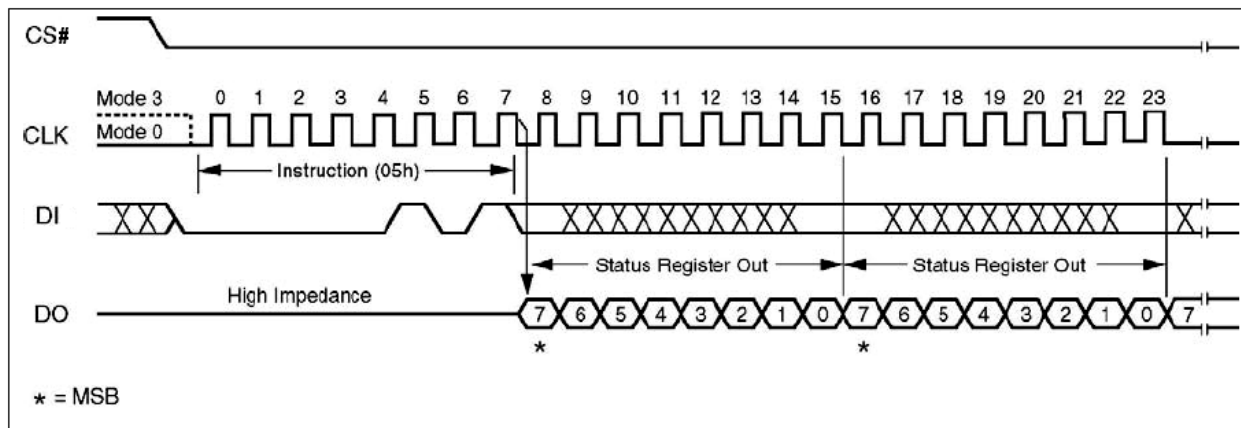 CS#
Mode 3
0 1 2 3 4 5 6 7 8 9 10 11 12 13 14 15 16 17 18 19 20 21 22 23
CLK
Mode 0
Instruction (05h)
DI
Status Register Out
Status Register Out
High Impedance
DO
7 6 5 4 3 2 1 0 7 6 5 4 3 2 1 0 7
* *
* = MSB